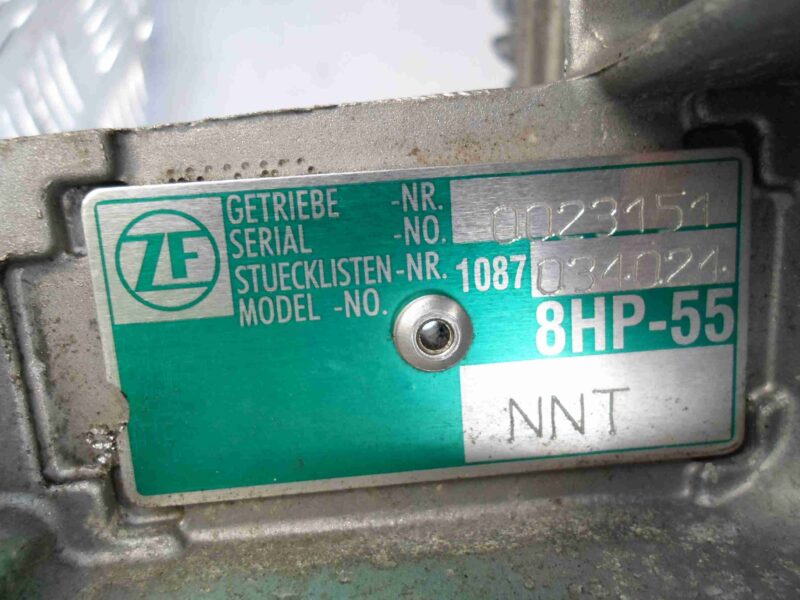 ZF
GETRIEBE -NR.
SERIAL -NO. 0023151
STUECKLISTEN-NR. 1087 034021
MODEL -NO.
8HP-55
NNT